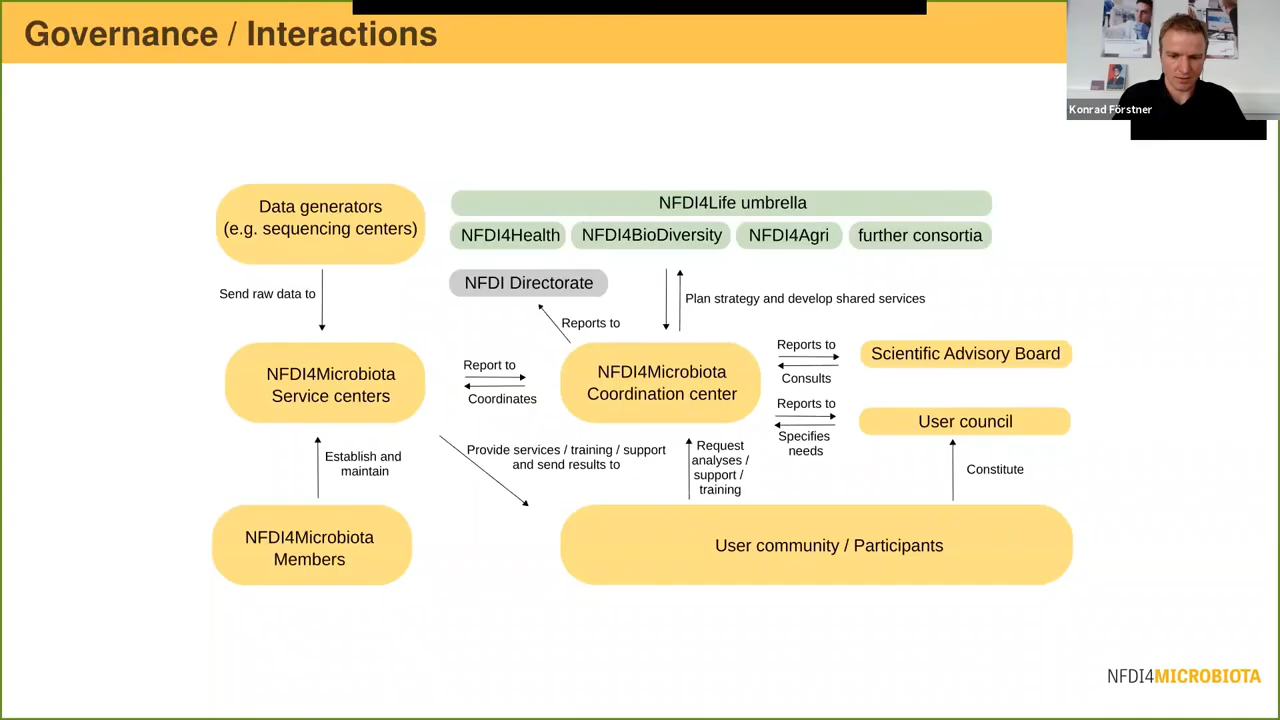 Governance / Interactions
Konrad Förstner
Data generators
(e.g. sequencing centers)
NFDI4Life umbrella
NFDI4Health
NFDI4BioDiversity
NFDI4Agri
further consortia
NFDI Directorate
Send raw data to
Plan strategy and develop shared services
Reports to
NFDI4Microbiota
Service centers
Report to
Coordinates
NFDI4Microbiota
Coordination center
Reports to
Consults
Scientific Advisory Board
Reports to
Specifies
needs
User council
Establish and
maintain
Provide services / training / support
and send results to
Request
analyses /
support /
training
Constitute
NFDI4Microbiota
Members
User community / Participants
NFDI4MICROBIOTA